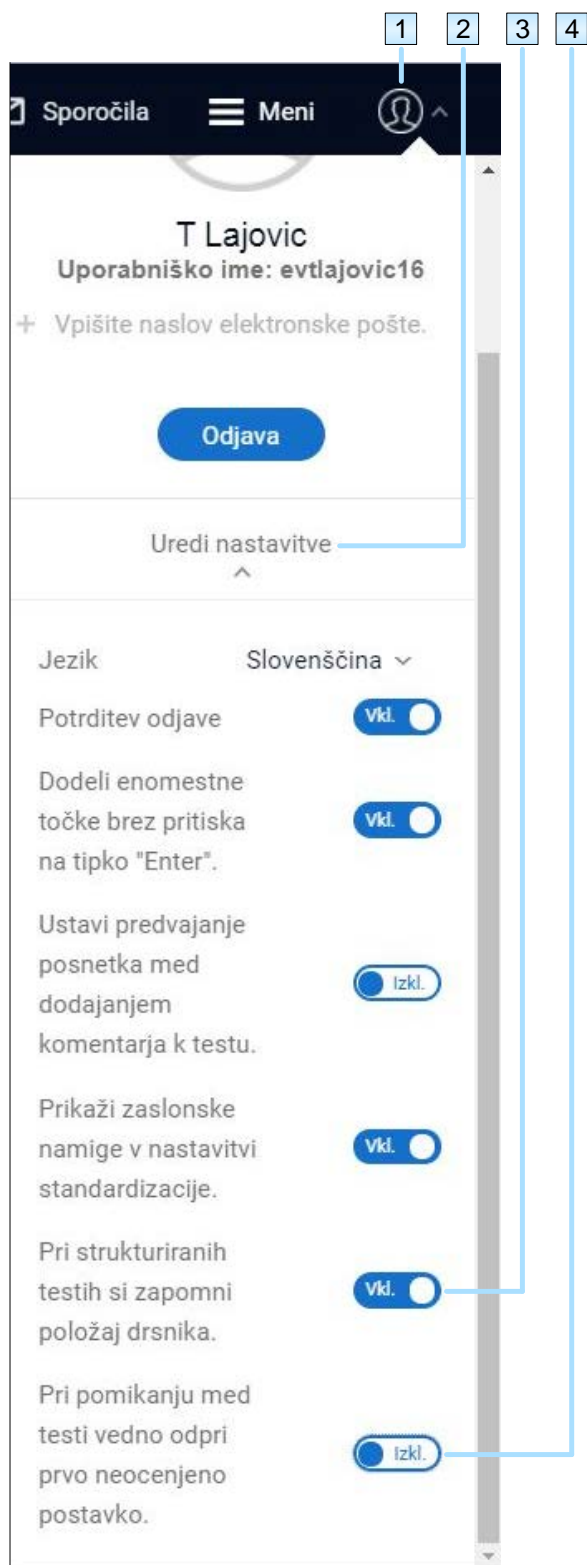 1 2 3 4
Sporočila Meni
T Lajovic
Uporabniško ime: evtlajovic16
+ Vpišite naslov elektronske pošte.
Odjava
Uredi nastavitve
Jezik Slovenščina
Potrditev odjave Vkl.
Dodeli enomestne
točke brez pritiska Vkl.
na tipko "Enter".
Ustavi predvajanje
posnetka med
dodajanjem Izkl.
komentarja k testu.
Prikaži zaslonske
namige v nastavitvi Vkl.
standardizacije.
Pri strukturiranih
testih si zapomni Vkl.
položaj drsnika.
Pri pomikanju med
testi vedno odpri Izkl.
prvo neocenjeno
postavko.